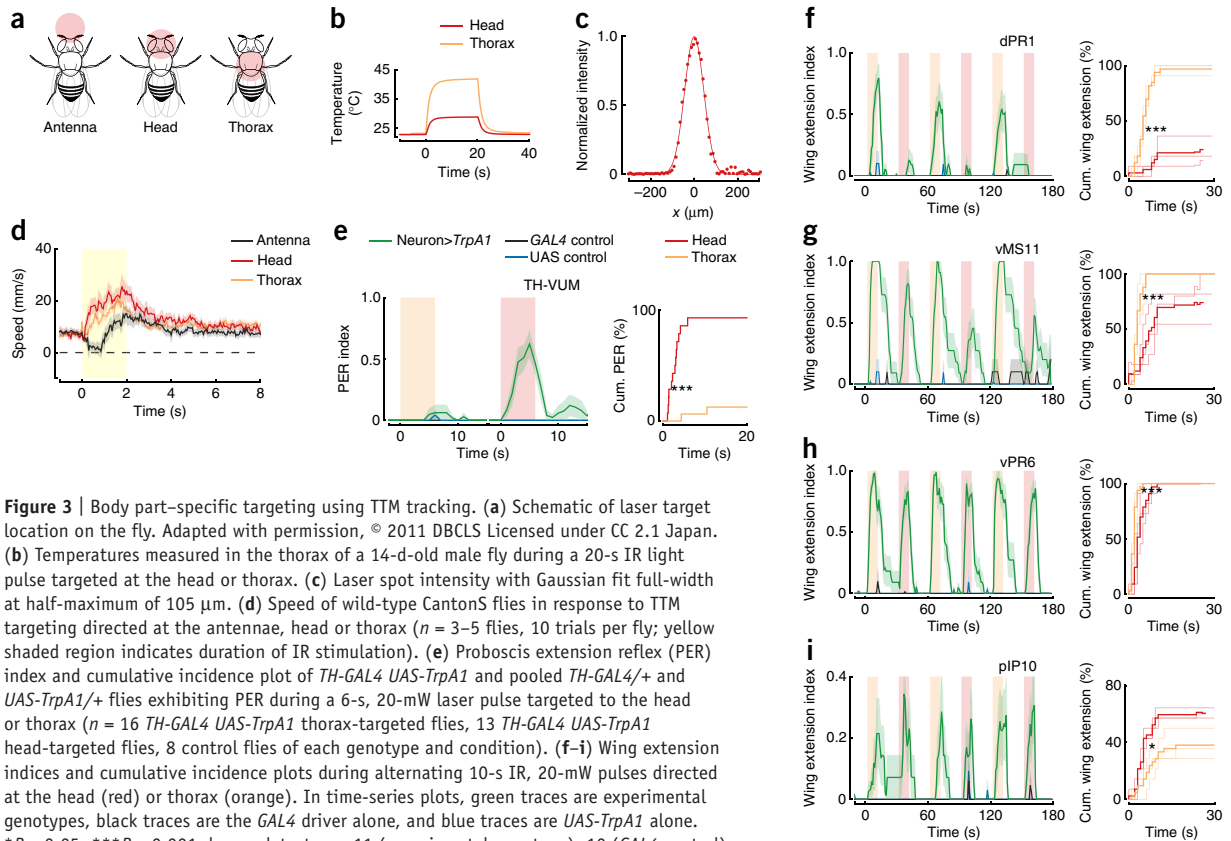 a
Antenna
Head
Thorax
b
Head
Thorax
Temperature
(°C)
45
35
25
0
20
40
Time (s)
c
Normalized intensity
1.0
0.5
0
−200
0
200
x (µm)
d
Speed (mm/s)
40
20
0
Antenna
Head
Thorax
0
2
4
6
8
Time (s)
e
Neuron>TrpA1
GAL4 control
UAS control
Head
Thorax
TH-VUM
PER index
1.0
0.5
0
0
10
0
10
Time (s)
Time (s)
Cum. PER (%)
100
0
***
0
20
Time (s)
f
dPR1
Wing extension index
1.0
0.5
0
0
60
120
180
Time (s)
Cum. wing extension (%)
100
50
0
***
0
30
Time (s)
g
vMS11
Wing extension index
1.0
0.5
0
0
60
120
180
Time (s)
Cum. wing extension (%)
100
50
0
***
0
30
Time (s)
h
vPR6
Wing extension index
1.0
0.5
0
0
60
120
180
Time (s)
Cum. wing extension (%)
100
50
0
***
0
30
Time (s)
i
pIP10
Wing extension index
0.4
0.2
0
0
60
120
180
Time (s)
Cum. wing extension (%)
80
40
0
*
0
30
Time (s)
Figure 3 | Body part–specific targeting using TTM tracking. (a) Schematic of laser target
location on the fly. Adapted with permission, © 2011 DBCLS Licensed under CC 2.1 Japan.
(b) Temperatures measured in the thorax of a 14-d-old male fly during a 20-s IR light
pulse targeted at the head or thorax. (c) Laser spot intensity with Gaussian fit full-width
at half-maximum of 105 µm. (d) Speed of wild-type CantonS flies in response to TTM
targeting directed at the antennae, head or thorax (n = 3–5 flies, 10 trials per fly; yellow
shaded region indicates duration of IR stimulation). (e) Proboscis extension reflex (PER)
index and cumulative incidence plot of TH-GAL4 UAS-TrpA1 and pooled TH-GAL4/+ and
UAS-TrpA1/+ flies exhibiting PER during a 6-s, 20-mW laser pulse targeted to the head
or thorax (n = 16 TH-GAL4 UAS-TrpA1 thorax-targeted flies, 13 TH-GAL4 UAS-TrpA1
head-targeted flies, 8 control flies of each genotype and condition). (f–i) Wing extension
indices and cumulative incidence plots during alternating 10-s IR, 20-mW pulses directed
at the head (red) or thorax (orange). In time-series plots, green traces are experimental
genotypes, black traces are the GAL4 driver alone, and blue traces are UAS-TrpA1 alone.